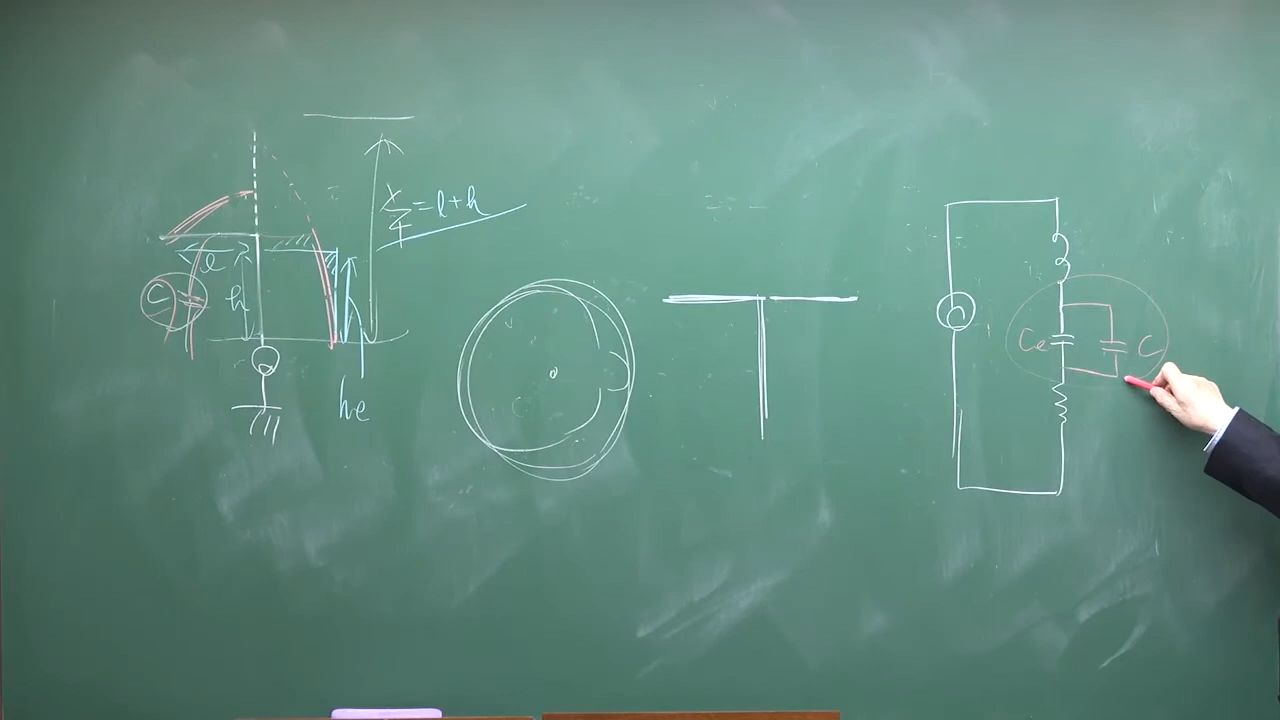 λ/4 = l + h
l
h
C
he
Ce
C